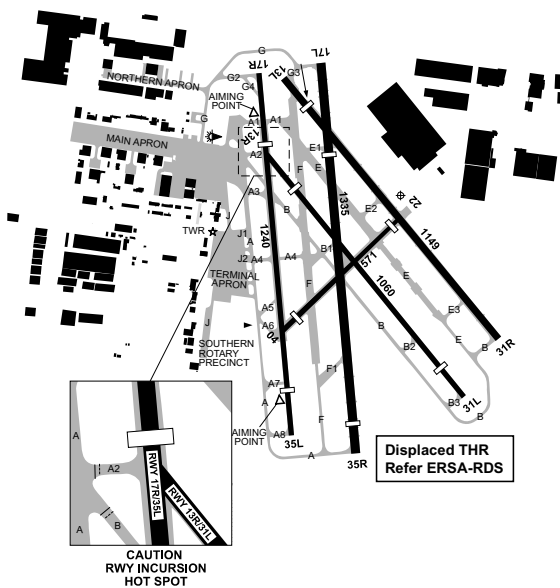 G
17R
17L
13L
G3
G2
G4
NORTHERN APRON
AIMING
POINT
G
A1
A1
13R
MAIN APRON
A2
E1
E
F
A3
22
J
B
E2
1335
TWR
J1
A
1240
B1
1149
J2
A4
A4
571
TERMINAL
APRON
E
F
1060
A5
A6
04
E3
J
SOUTHERN
ROTARY
PRECINCT
B
B2
E
B
31R
F1
A7
A
B3
31L
B
AIMING
POINT
A8
35L
F
A
35R
Displaced THR
Refer ERSA-RDS
A
A2
B
A
RWY 17R/35L
RWY 13R/31L
CAUTION
RWY INCURSION
HOT SPOT